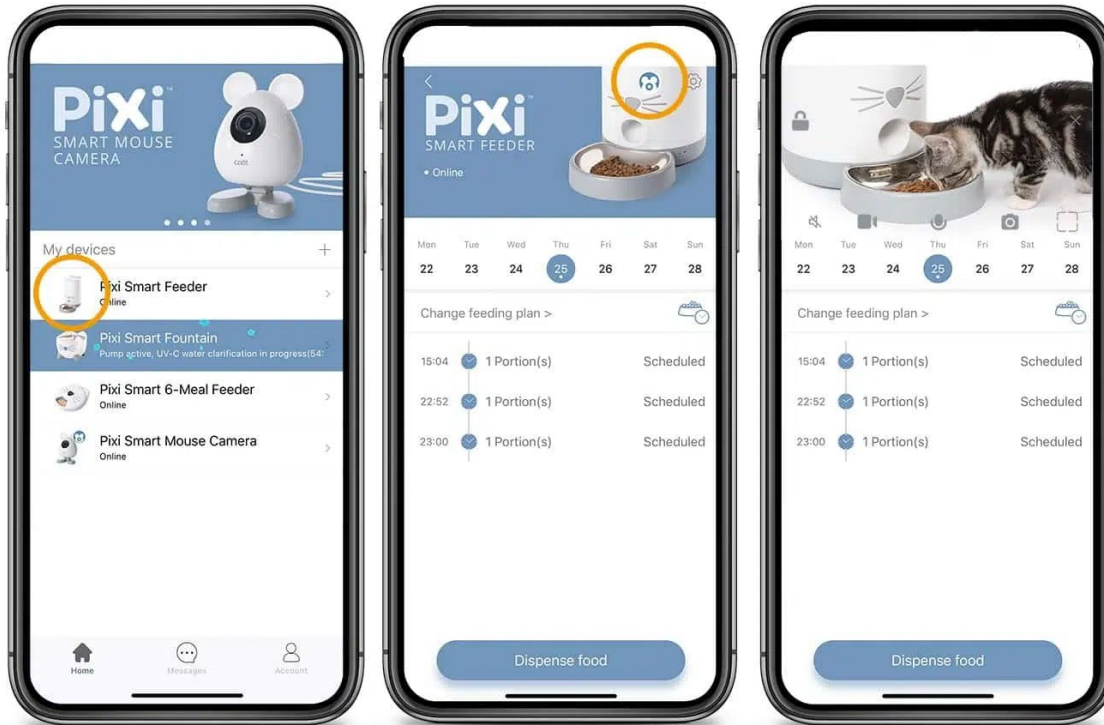 PiXi™
SMART MOUSE
CAMERA
Catit
My devices
Pixi Smart Feeder
Online
Pixi Smart Fountain
Pump active, UV-C water clarification in progress(54:
Pixi Smart 6-Meal Feeder
Online
Pixi Smart Mouse Camera
Online
Home
Messages
Account
PiXi™
SMART FEEDER
• Online
Mon Tue Wed Thu Fri Sat Sun
22 23 24 25 26 27 28
Change feeding plan >
15:04 1 Portion(s) Scheduled
22:52 1 Portion(s) Scheduled
23:00 1 Portion(s) Scheduled
Dispense food
Mon Tue Wed Thu Fri Sat Sun
22 23 24 25 26 27 28
Change feeding plan >
15:04 1 Portion(s) Scheduled
22:52 1 Portion(s) Scheduled
23:00 1 Portion(s) Scheduled
Dispense food